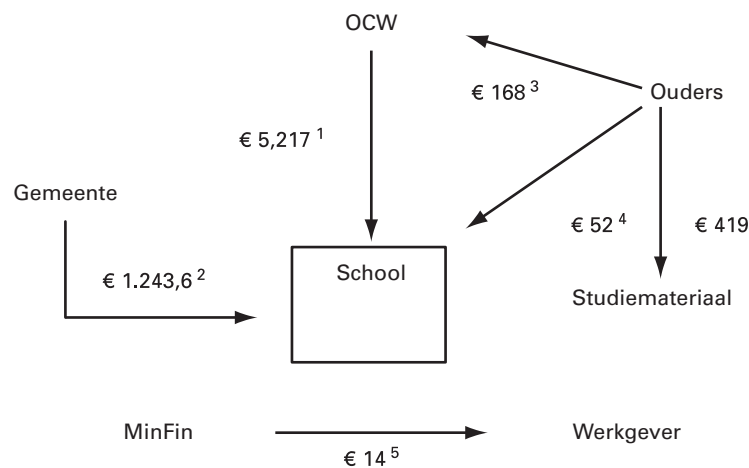 OCW
€ 168 3
Ouders
€ 5,217 1
Gemeente
€ 52 4
€ 419
School
€ 1.243,6 2
Studiemateriaal
MinFin
Werkgever
€ 14 5